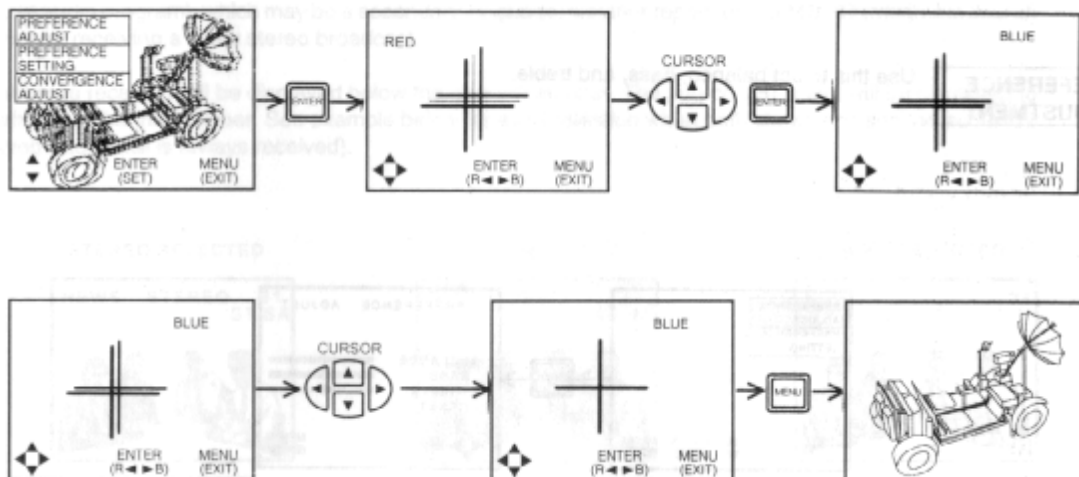 PREFERENCE
ADJUST
PREFERENCE
SETTING
CONVERGENCE
ADJUST
ENTER
(SET)
MENU
(EXIT)
ENTER
RED
ENTER
(R◄ ►B)
MENU
(EXIT)
CURSOR
ENTER
BLUE
ENTER
(R◄ ►B)
MENU
(EXIT)
BLUE
ENTER
(R◄ ►B)
MENU
(EXIT)
CURSOR
BLUE
ENTER
(R◄ ►B)
MENU
(EXIT)
MENU